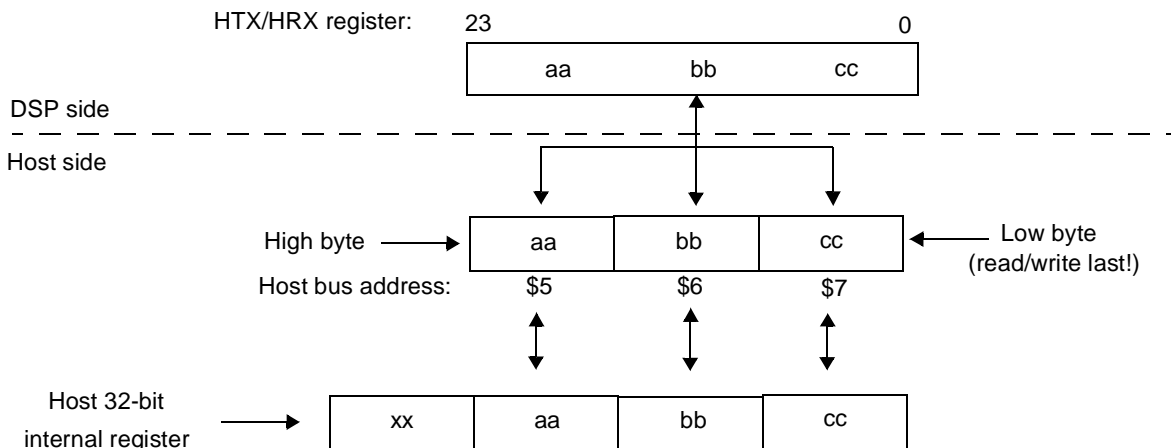 HTX/HRX register: 23 0
aa bb cc
DSP side
Host side
High byte aa bb cc Low byte
(read/write last!)
Host bus address: $5 $6 $7
Host 32-bit
internal register
xx aa bb cc